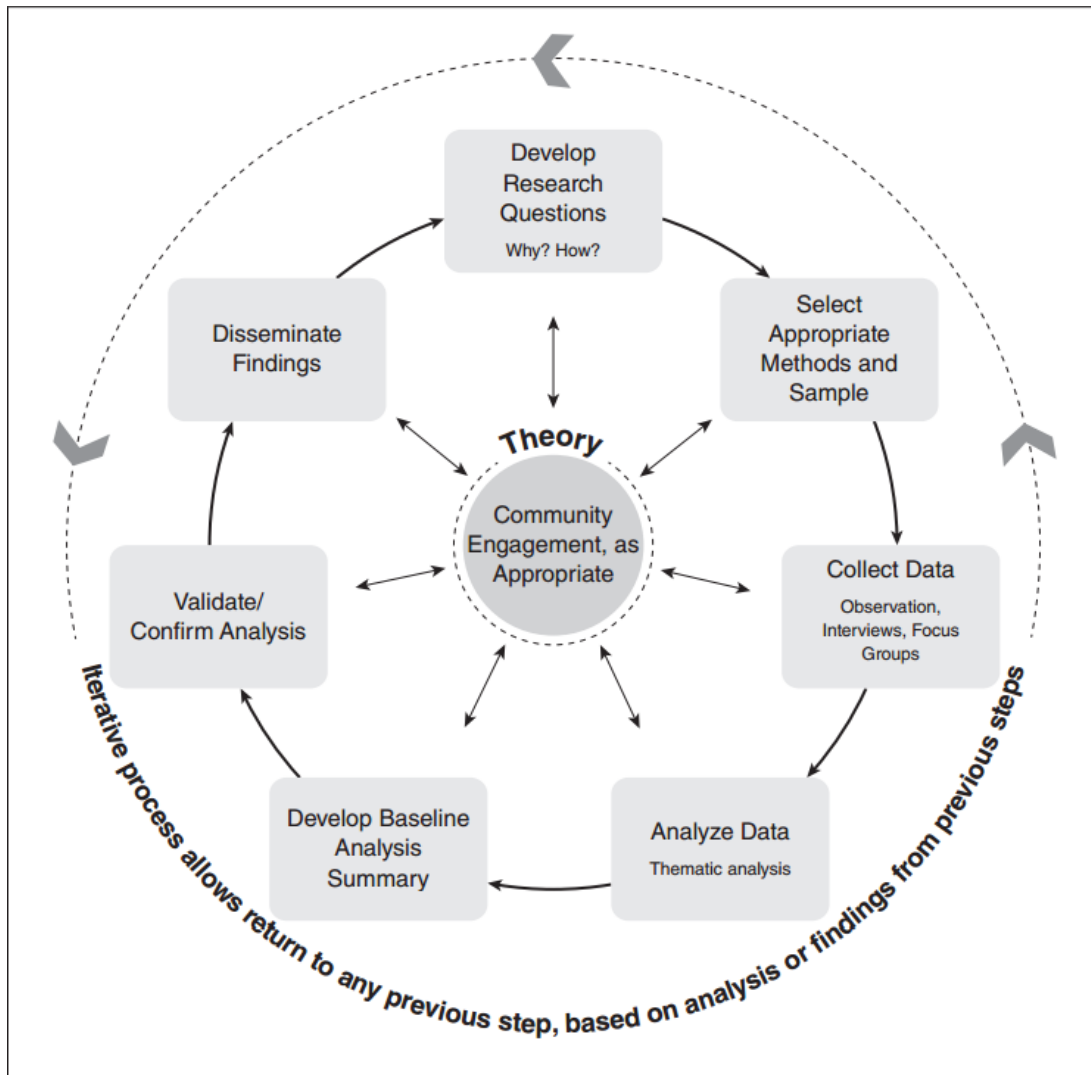 Develop
Research
Questions
Why? How?
Select
Appropriate
Methods and
Sample
Collect Data
Observation,
Interviews, Focus
Groups
Analyze Data
Thematic analysis
Develop Baseline
Analysis
Summary
Validate/
Confirm Analysis
Disseminate
Findings
Theory
Community
Engagement, as
Appropriate
Iterative process allows return to any previous step, based on analysis or findings from previous steps